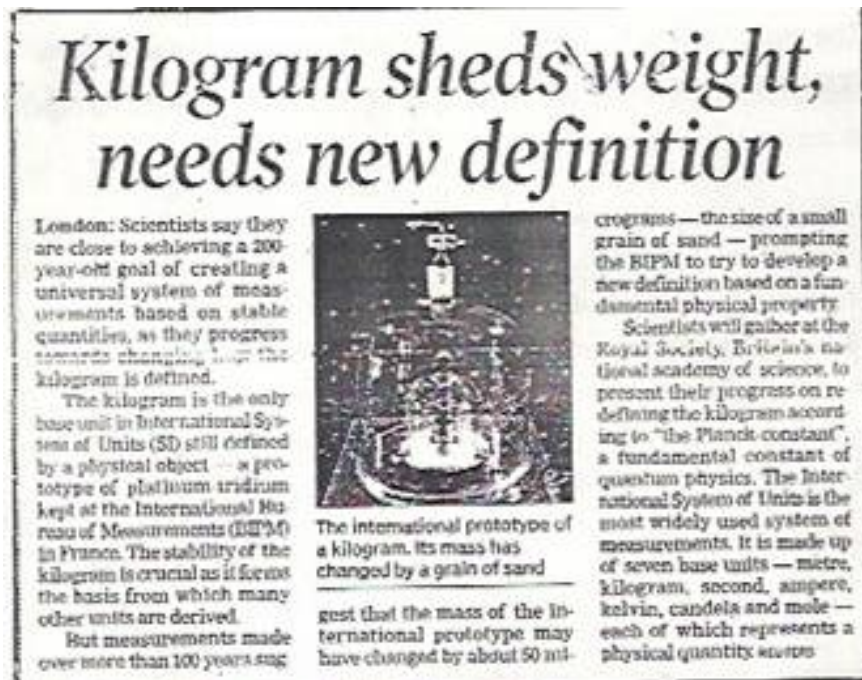 Kilogram sheds weight,
needs new definition
London: Scientists say they
are close to achieving a 200-
year-old goal of creating a
universal system of meas-
urements based on stable
quantities, as they progress
towards changing how the
kilogram is defined.
The kilogram is the only
base unit in International Sys-
tem of Units (SI) still defined
by a physical object — a pro-
totype of platinum-iridium
kept at the International Bu-
reau of Measurements (BIPM)
in France. The stability of the
kilogram is crucial as it forms
the basis from which many
other units are derived.
But measurements made
over more than 100 years sug-
The international prototype of
a kilogram. Its mass has
changed by a grain of sand
gest that the mass of the in-
ternational prototype may
have changed by about 50 mi-
crograms — the size of a small
grain of sand — prompting
the BIPM to try to develop a
new definition based on a fun-
damental physical property.
Scientists will gather at the
Royal Society, Britain's na-
tional academy of science, to
present their progress on re-
defining the kilogram accord-
ing to "the Planck constant",
a fundamental constant of
quantum physics. The Inter-
national System of Units is the
most widely used system of
measurements. It is made up
of seven base units — metre,
kilogram, second, ampere,
kelvin, candela and mole —
each of which represents a
physical quantity. REUTERS